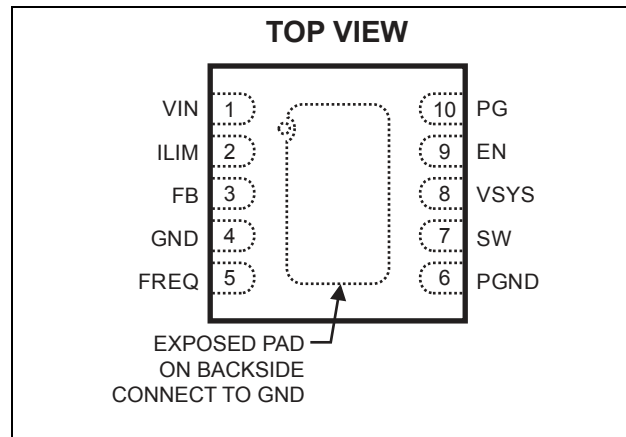 TOP VIEW
VIN 1
ILIM 2
FB 3
GND 4
FREQ 5
10 PG
9 EN
8 VSYS
7 SW
6 PGND
EXPOSED PAD
ON BACKSIDE
CONNECT TO GND